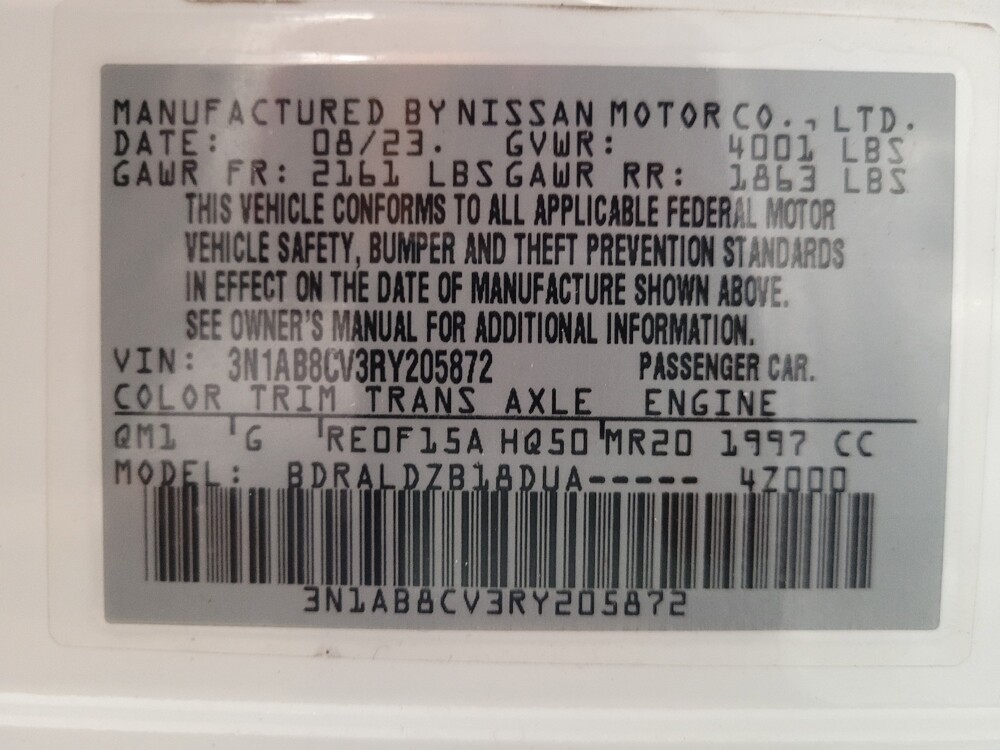 MANUFACTURED BY NISSAN MOTOR CO., LTD.
DATE: 08/23. GVWR: 4001 LBS
GAWR FR: 2161 LBS GAWR RR: 1863 LBS
THIS VEHICLE CONFORMS TO ALL APPLICABLE FEDERAL MOTOR
VEHICLE SAFETY, BUMPER AND THEFT PREVENTION STANDARDS
IN EFFECT ON THE DATE OF MANUFACTURE SHOWN ABOVE.
SEE OWNER'S MANUAL FOR ADDITIONAL INFORMATION.
VIN: 3N1AB8CV3RY205872 PASSENGER CAR.
COLOR TRIM TRANS AXLE ENGINE
QM1 G RE0F15A HQ50 MR20 1997 CC
MODEL: BDRALDZB18DUA----- 4Z000
3N1AB8CV3RY205872